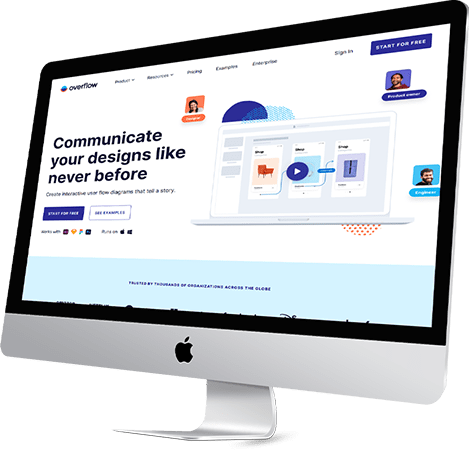 overflow
Product
Resources
Pricing
Examples
Enterprise
Sign In
START FOR FREE
Product owner
Communicate
your designs like
never before
Create interactive user flow diagrams that tell a story.
START FOR FREE
SEE EXAMPLES
Works with
Runs on
Shop
Shop
Shop
Engineer
TRUSTED BY THOUSANDS OF ORGANIZATIONS ACROSS THE GLOBE